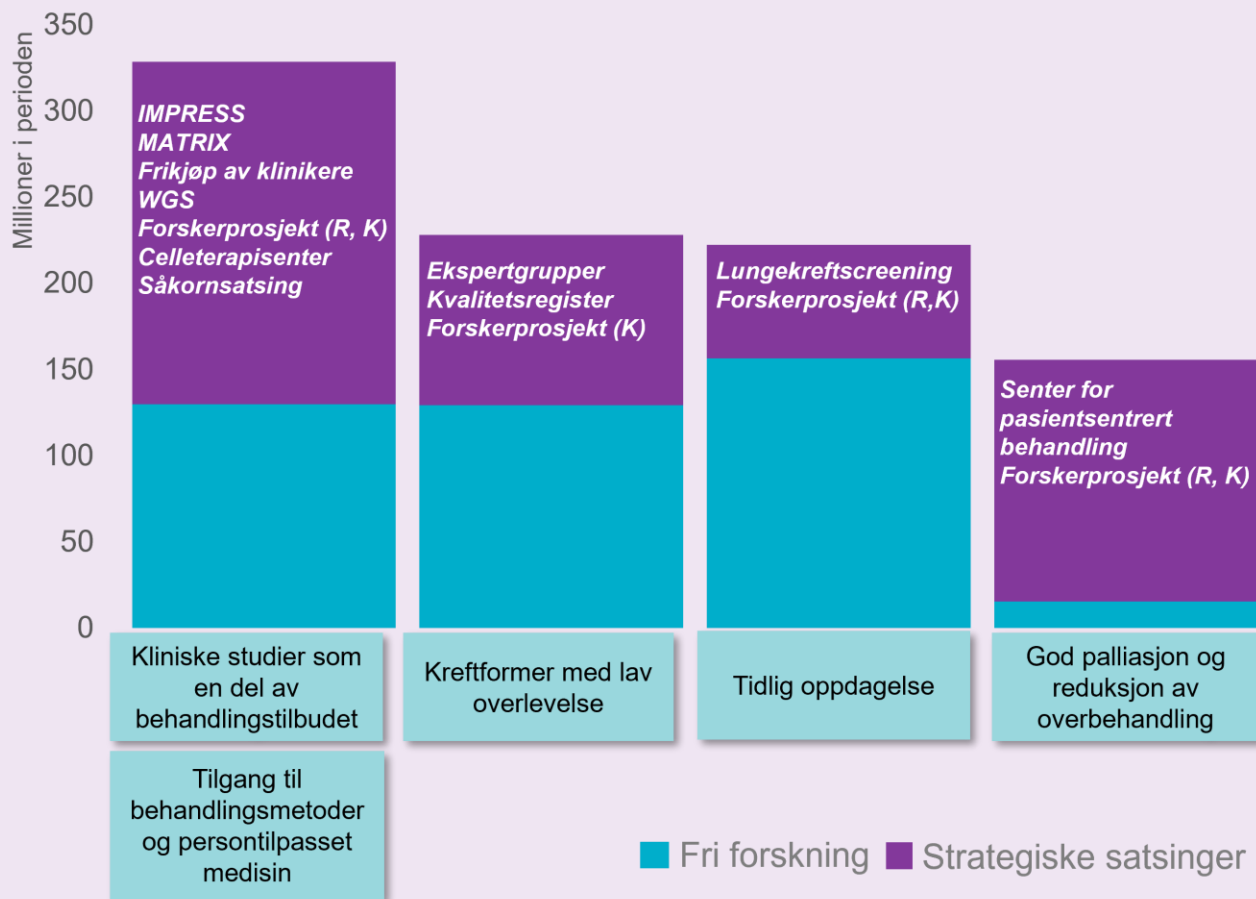 Millioner i perioden
350
300
250
200
150
100
50
0
IMPRESS
MATRIX
Frikjøp av klinikere
WGS
Forskerprosjekt (R, K)
Celleterapisenter
Såkornsatsing
Ekspertgrupper
Kvalitetsregister
Forskerprosjekt (K)
Lungekreftscreening
Forskerprosjekt (R,K)
Senter for
pasientsentrert
behandling
Forskerprosjekt (R, K)
Kliniske studier som
en del av
behandlingstilbudet
Kreftformer med lav
overlevelse
Tidlig oppdagelse
God palliasjon og
reduksjon av
overbehandling
Tilgang til
behandlingsmetoder
og persontilpasset
medisin
Fri forskning
Strategiske satsinger